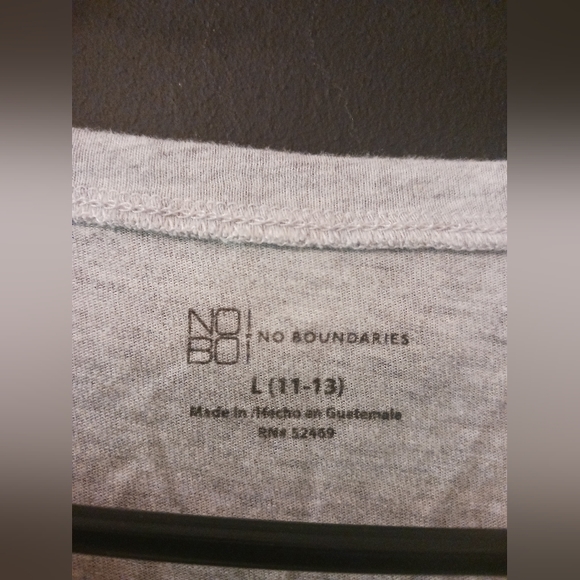 NO
BO
NO BOUNDARIES
L (11-13)
Made in /Hecho en Guatemala
RN# 52469